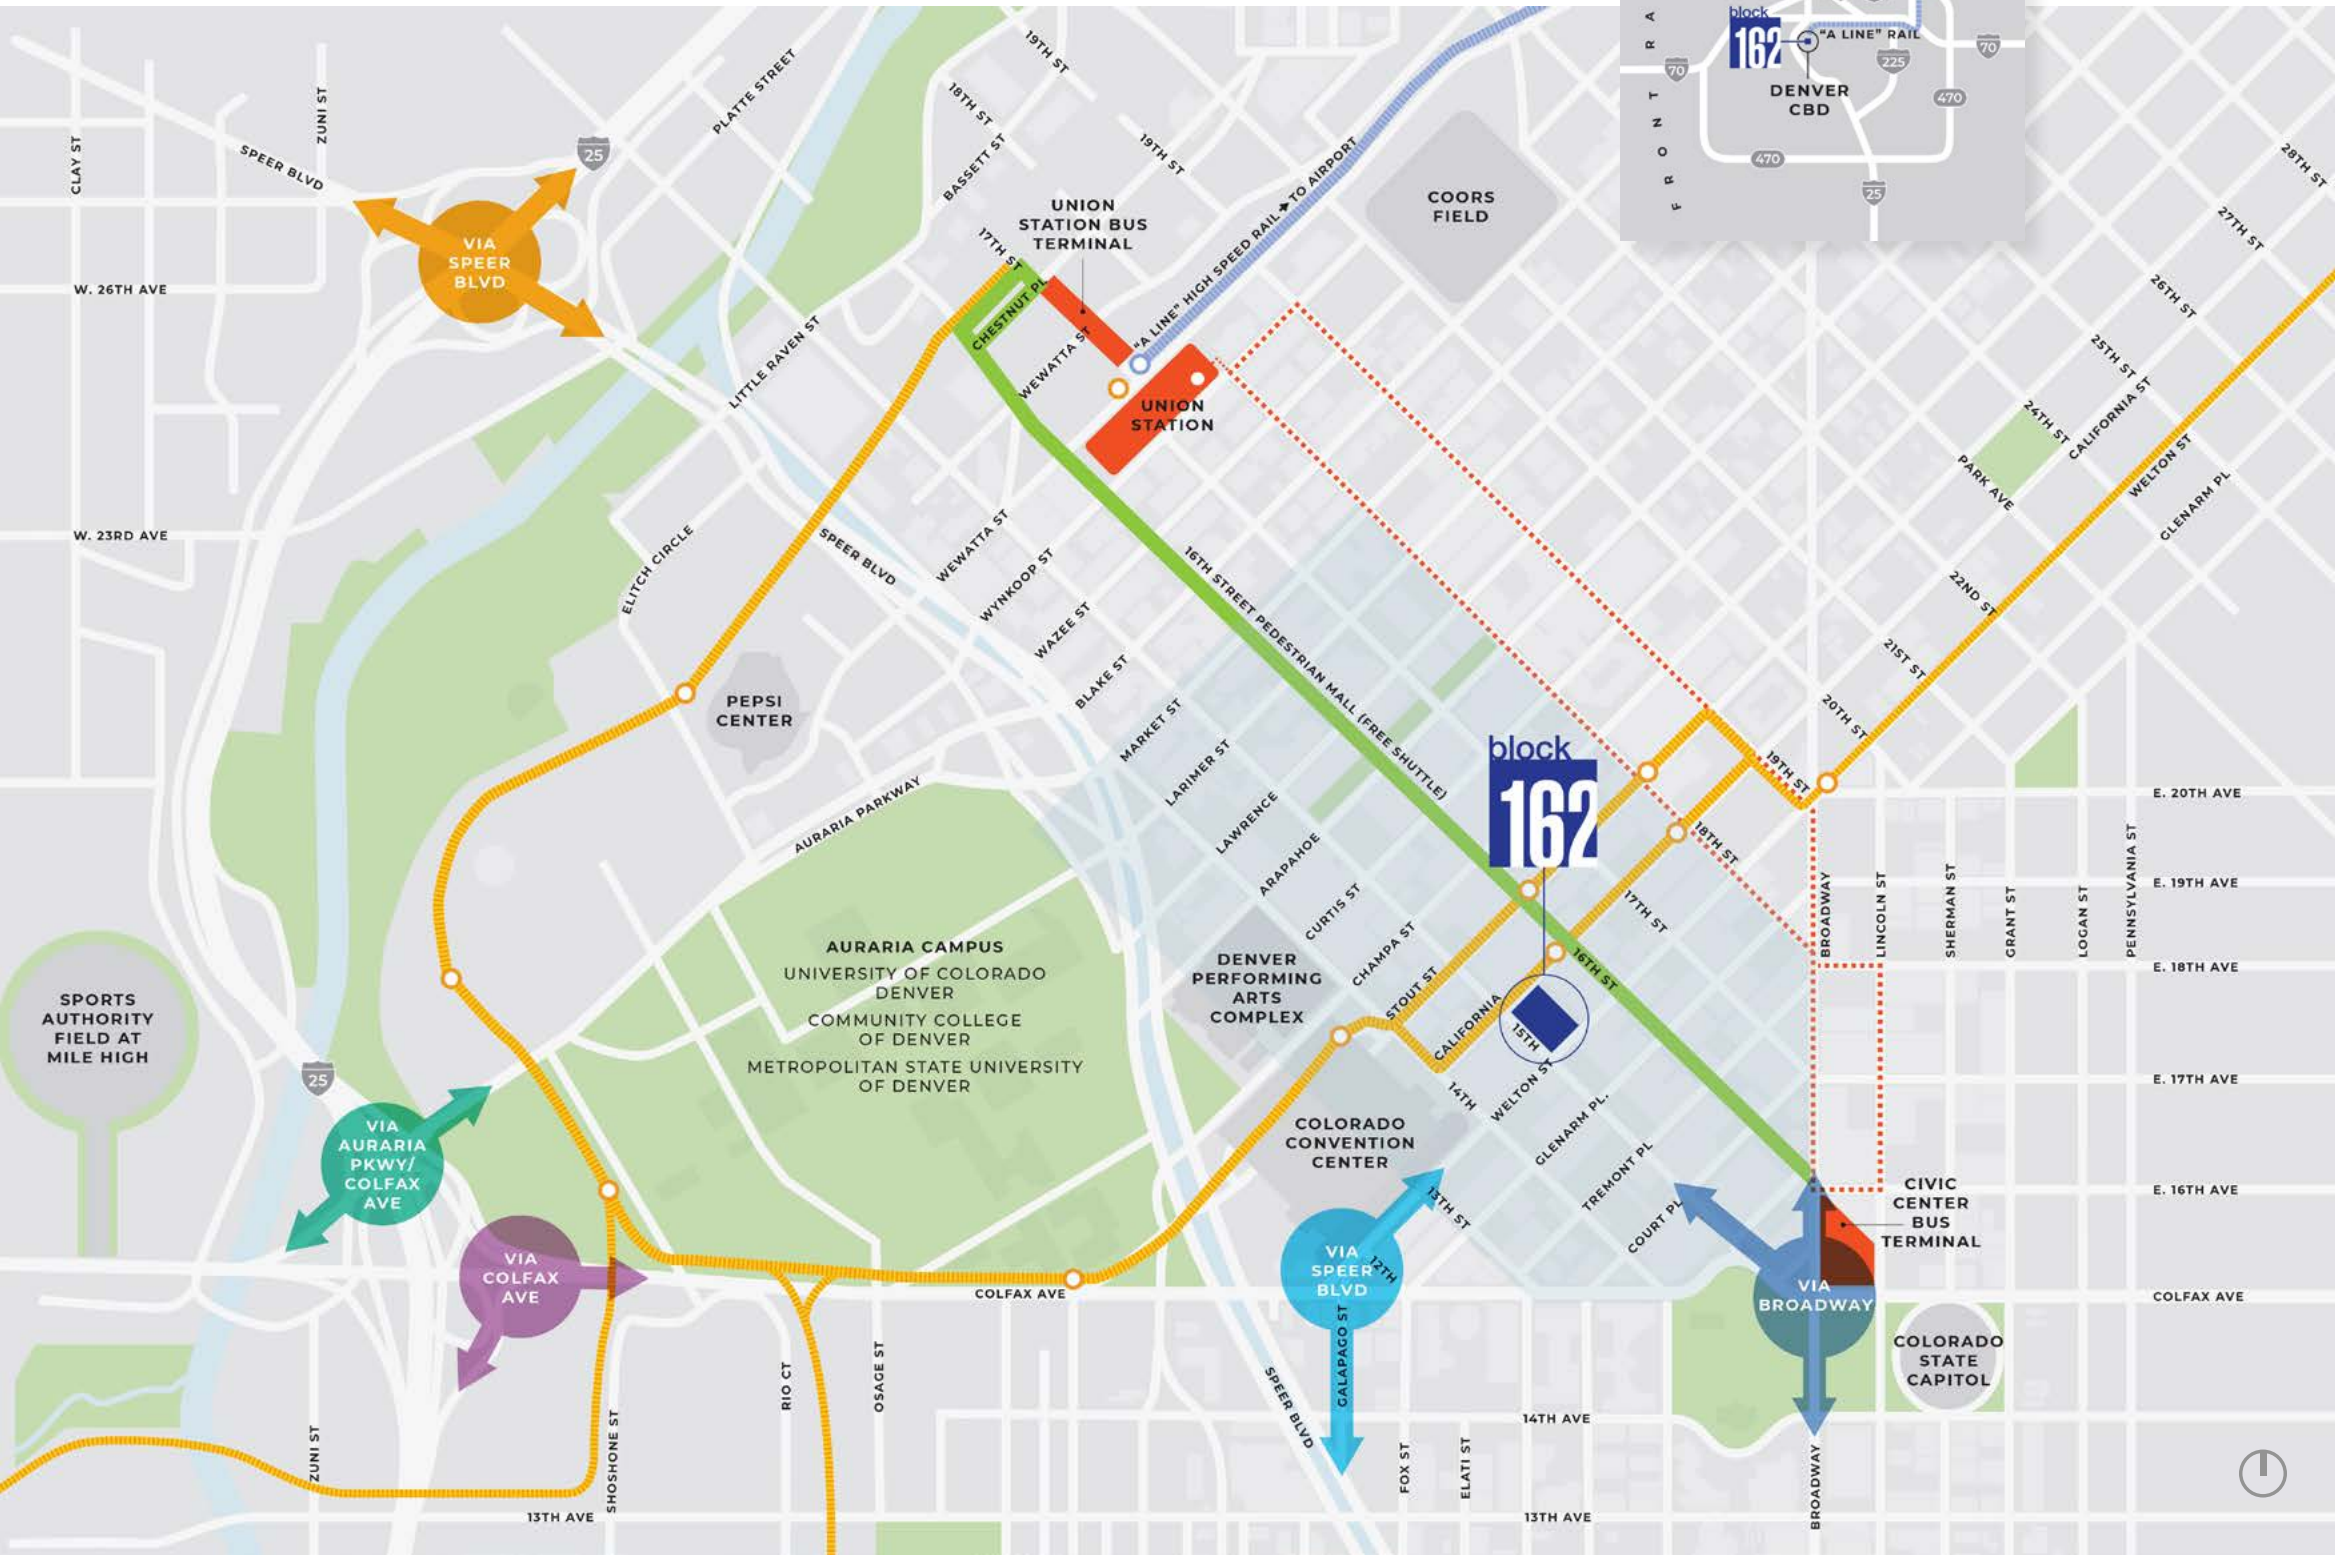 block
162
"A LINE" RAIL
70
70
225
470
470
25
DENVER
CBD
F R O N T R A
19TH ST
18TH ST
BASSETT ST
19TH ST
PLATTE STREET
ZUNI ST
CLAY ST
SPEER BLVD
25
VIA
SPEER
BLVD
W. 26TH AVE
W. 23RD AVE
UNION
STATION BUS
TERMINAL
17TH ST
CHESTNUT PL
WEWATTA ST
"A LINE" HIGH SPEED RAIL TO AIRPORT
COORS
FIELD
UNION
STATION
LITTLE RAVEN ST
ELITCH CIRCLE
SPEER BLVD
WEWATTA ST
WYNKOOP ST
WAZEE ST
BLAKE ST
MARKET ST
LARIMER ST
LAWRENCE
ARAPAHOE
CURTIS ST
CHAMPA ST
STOUT ST
CALIFORNIA
16TH STREET PEDESTRIAN MALL (FREE SHUTTLE)
28TH ST
27TH ST
26TH ST
25TH ST
24TH ST
CALIFORNIA ST
WELTON ST
GLENARM PL
PARK AVE
22ND ST
21ST ST
20TH ST
19TH ST
18TH ST
17TH ST
16TH ST
15TH
14TH
block
162
PEPSI
CENTER
AURARIA PARKWAY
AURARIA CAMPUS
UNIVERSITY OF COLORADO
DENVER
COMMUNITY COLLEGE
OF DENVER
METROPOLITAN STATE UNIVERSITY
OF DENVER
DENVER
PERFORMING
ARTS
COMPLEX
COLORADO
CONVENTION
CENTER
WELTON ST
GLENARM PL.
TREMONT PL
COURT PL
13TH ST
12TH
SPORTS
AUTHORITY
FIELD AT
MILE HIGH
25
VIA
AURARIA
PKWY/
COLFAX
AVE
VIA
COLFAX
AVE
VIA
SPEER
BLVD
GALAPAGO ST
VIA
BROADWAY
CIVIC
CENTER
BUS
TERMINAL
COLORADO
STATE
CAPITOL
BROADWAY
LINCOLN ST
SHERMAN ST
GRANT ST
LOGAN ST
PENNSYLVANIA ST
E. 20TH AVE
E. 19TH AVE
E. 18TH AVE
E. 17TH AVE
E. 16TH AVE
COLFAX AVE
COLFAX AVE
ZUNI ST
SHOSHONE ST
RIO CT
OSAGE ST
SPEER BLVD
FOX ST
ELATI ST
14TH AVE
BROADWAY
13TH AVE
13TH AVE